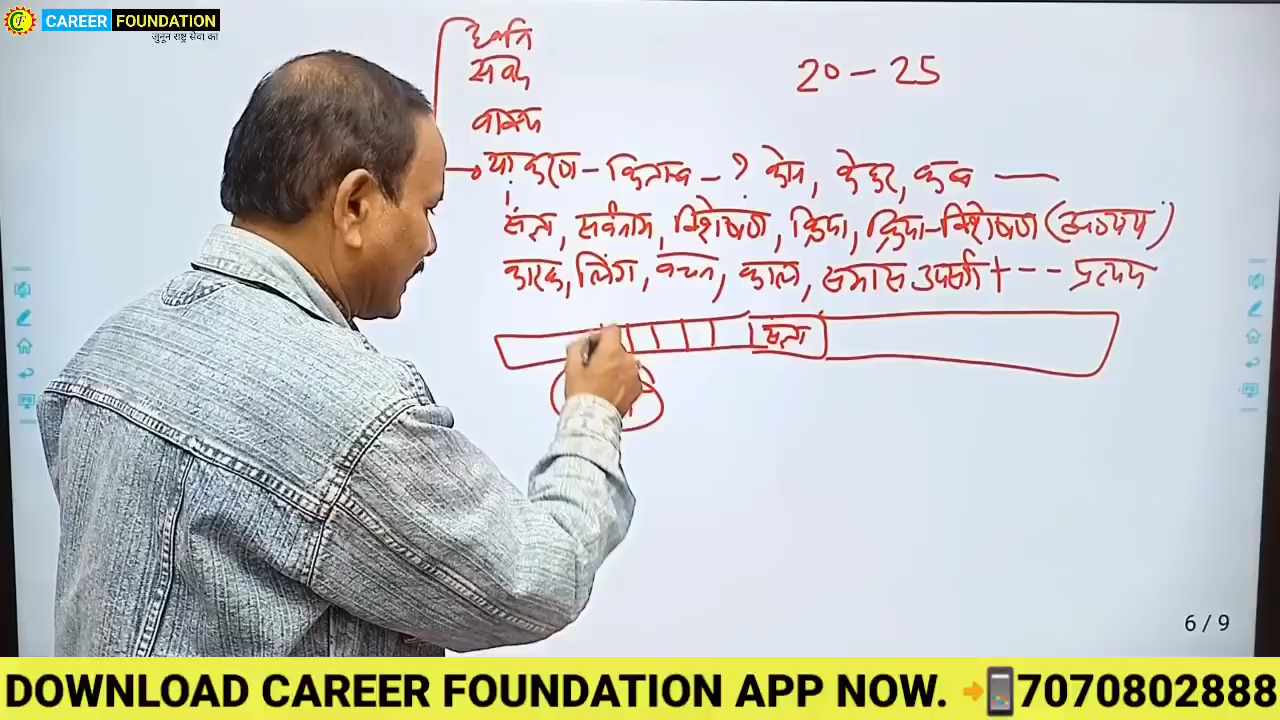 CF CAREER FOUNDATION
जुनून राष्ट्र सेवा का
ध्वनि
20 - 25
शब्द
वाक्य
व्याकरण - किताब - ? कौन, केहर, कब —
संज्ञा, सर्वनाम, विशेषण, क्रिया, क्रिया-विशेषण (अव्यय)
कारक, लिंग, वचन, काल, समास उपसर्ग + -- प्रत्यय
संज्ञा
6 / 9
DOWNLOAD CAREER FOUNDATION APP NOW. 7070802888